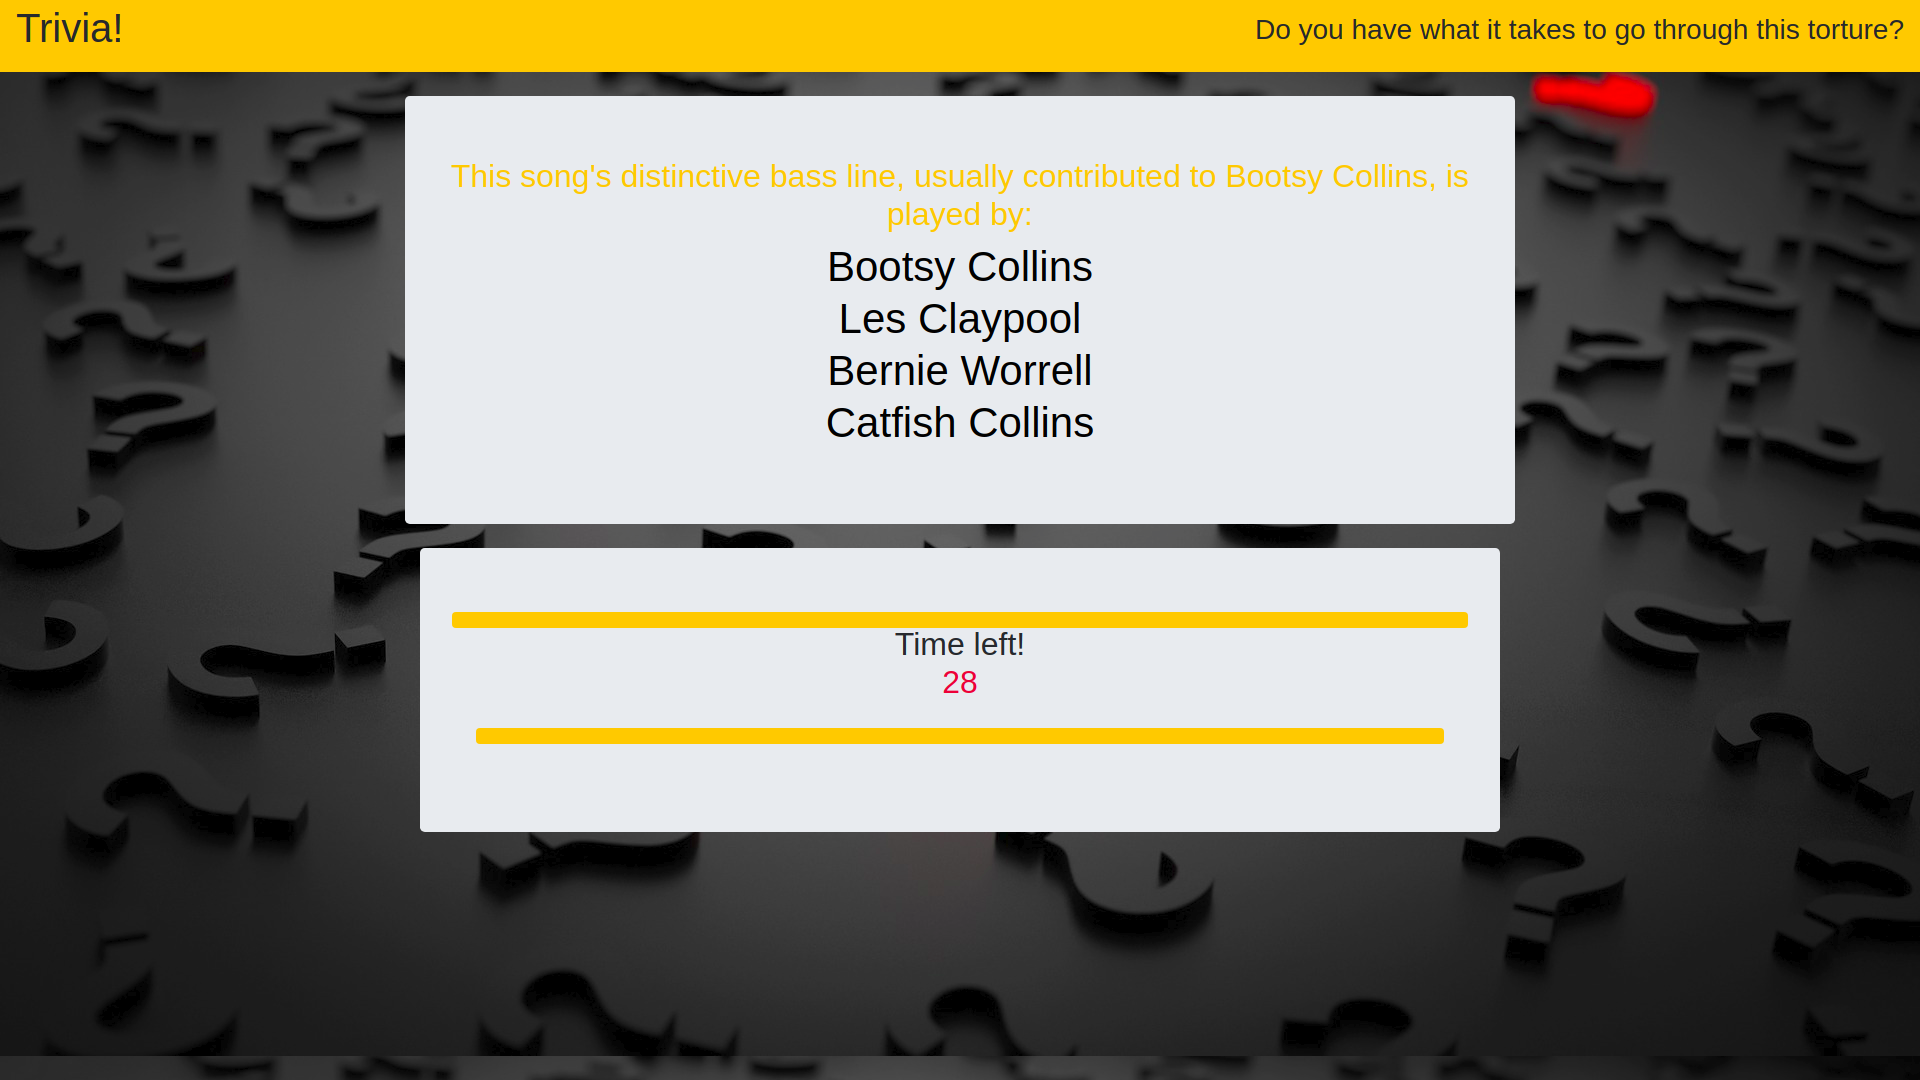 Trivia!
Do you have what it takes to go through this torture?
This song's distinctive bass line, usually contributed to Bootsy Collins, is
played by:
Bootsy Collins
Les Claypool
Bernie Worrell
Catfish Collins
Time left!
28